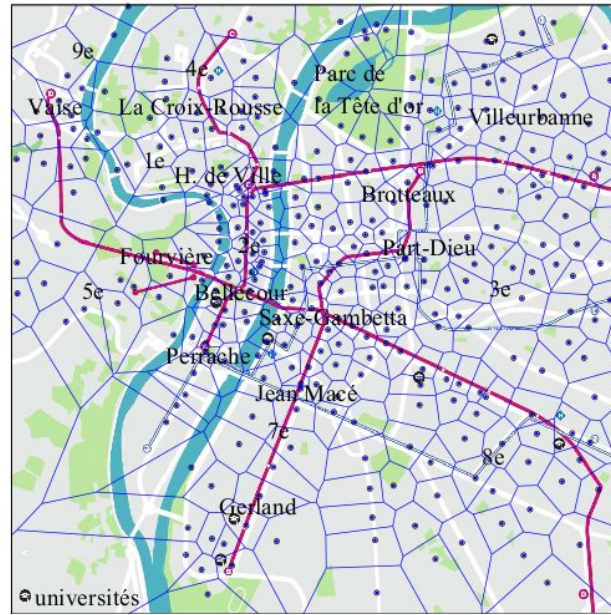 9e
4e
Parc de
la Tête d'or
Vaise
La Croix-Rousse
Villeurbanne
1e
H. de Ville
Brotteaux
2e
Part-Dieu
Fourvière
5e
Bellecour
3e
Saxe-Gambetta
Perrache
Jean Macé
7e
8e
Gerland
universités